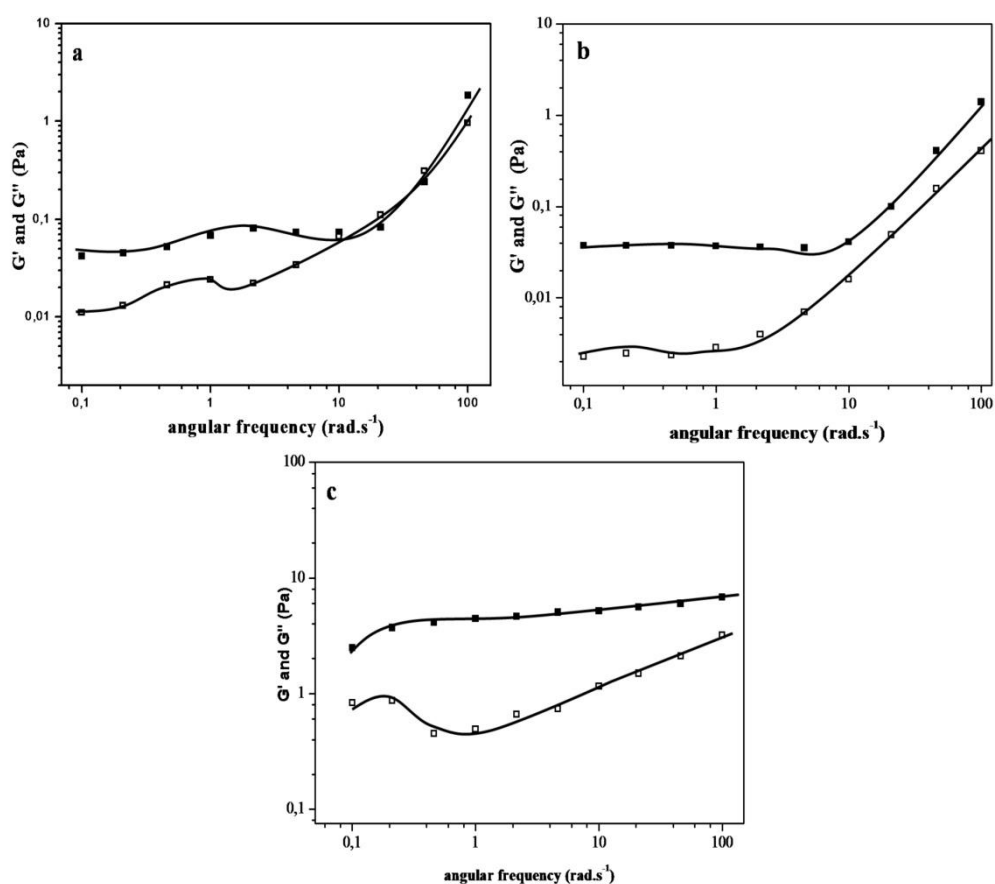 a
10
1
0,1
0,01
G' and G'' (Pa)
0,1 1 10 100
angular frequency (rad.s⁻¹)
b
10
1
0,1
0,01
G' and G'' (Pa)
0,1 1 10 100
angular frequency (rad.s⁻¹)
c
100
10
1
0,1
G' and G'' (Pa)
0,1 1 10 100
angular frequency (rad.s⁻¹)